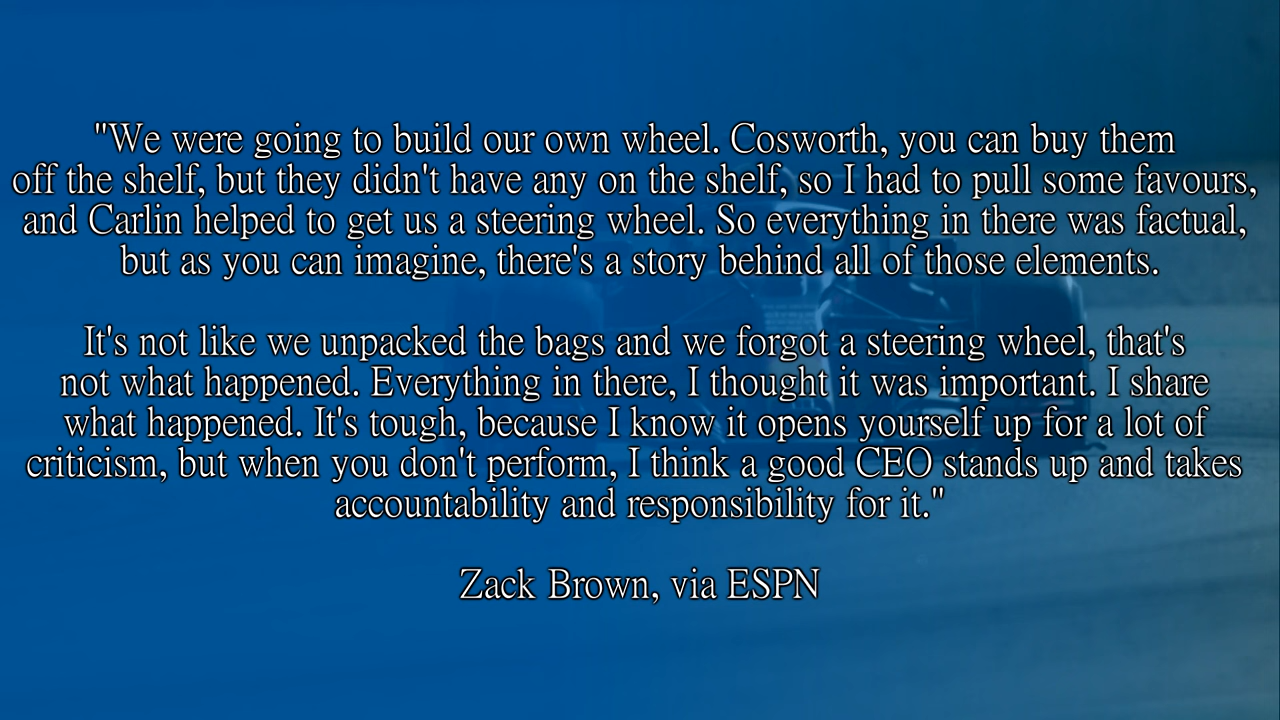 "We were going to build our own wheel. Cosworth, you can buy them
off the shelf, but they didn't have any on the shelf, so I had to pull some favours,
and Carlin helped to get us a steering wheel. So everything in there was factual,
but as you can imagine, there's a story behind all of those elements.
It's not like we unpacked the bags and we forgot a steering wheel, that's
not what happened. Everything in there, I thought it was important. I share
what happened. It's tough, because I know it opens yourself up for a lot of
criticism, but when you don't perform, I think a good CEO stands up and takes
accountability and responsibility for it."
Zack Brown, via ESPN